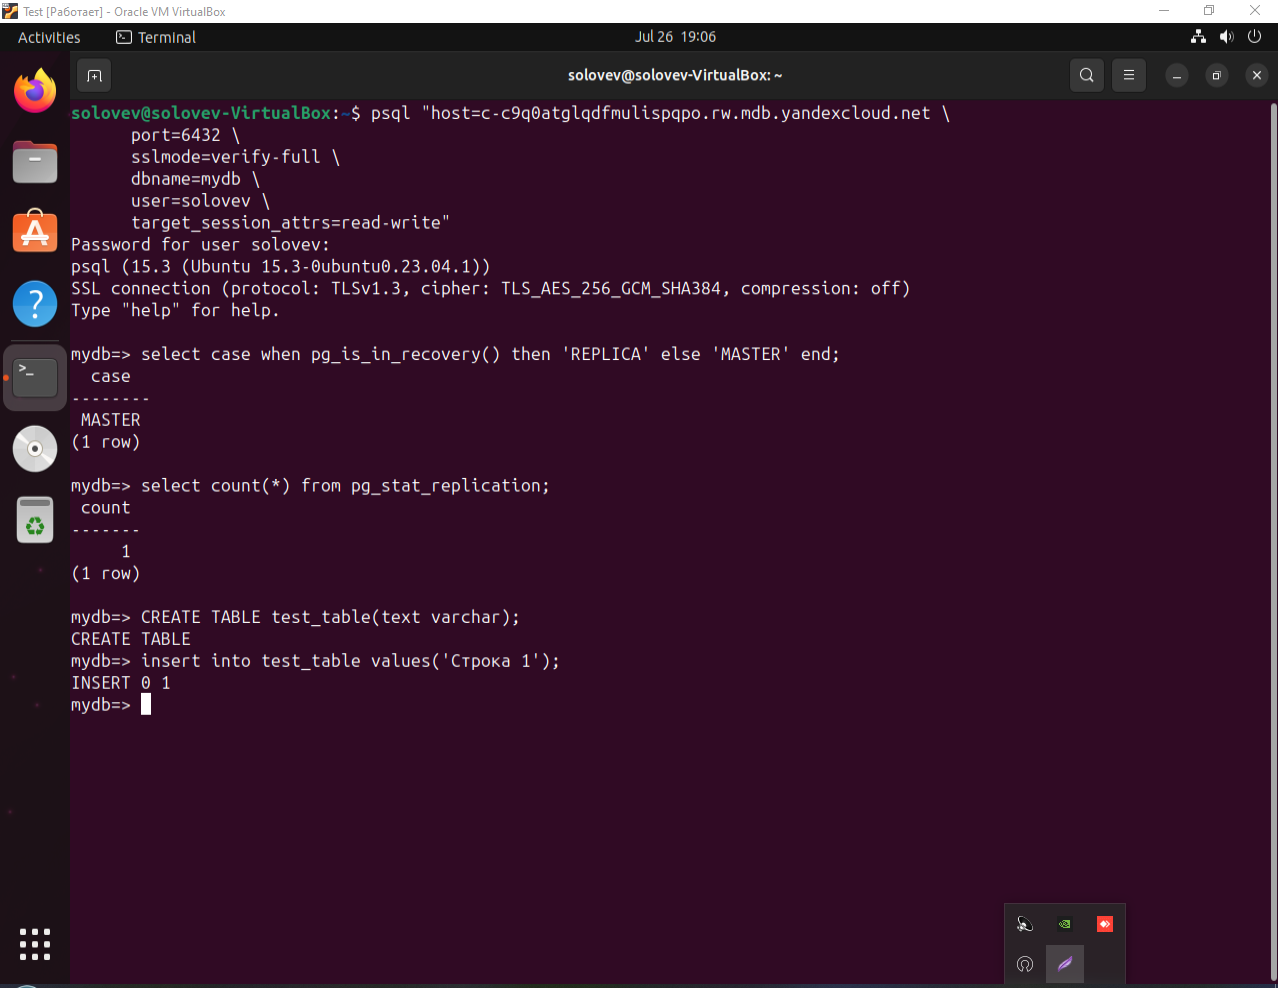 Test [Работает] - Oracle VM VirtualBox
Activities
Terminal
Jul 26 19:06
solovev@solovev-VirtualBox: ~
solovev@solovev-VirtualBox:~$ psql "host=c-c9q0atglqdfmulispqpo.rw.mdb.yandexcloud.net \
port=6432 \
sslmode=verify-full \
dbname=mydb \
user=solovev \
target_session_attrs=read-write"
Password for user solovev:
psql (15.3 (Ubuntu 15.3-0ubuntu0.23.04.1))
SSL connection (protocol: TLSv1.3, cipher: TLS_AES_256_GCM_SHA384, compression: off)
Type "help" for help.
mydb=> select case when pg_is_in_recovery() then 'REPLICA' else 'MASTER' end;
case
--------
MASTER
(1 row)
mydb=> select count(*) from pg_stat_replication;
count
-------
1
(1 row)
mydb=> CREATE TABLE test_table(text varchar);
CREATE TABLE
mydb=> insert into test_table values('Строка 1');
INSERT 0 1
mydb=>